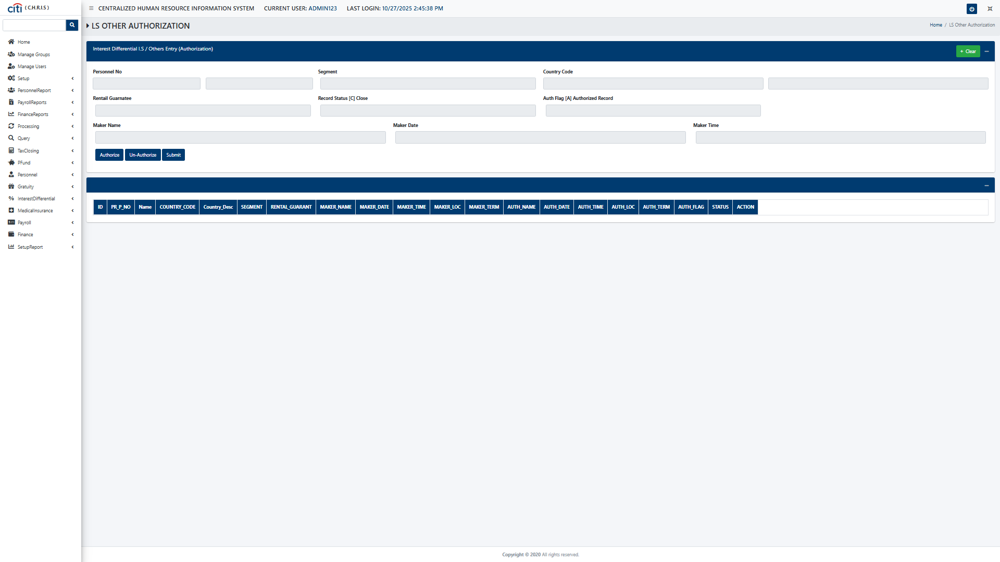 citi ( C.H.R.I.S )
CENTRALIZED HUMAN RESOURCE INFORMATION SYSTEM CURRENT USER: ADMIN123 LAST LOGIN: 10/27/2025 2:45:38 PM
LS OTHER AUTHORIZATION
Home / LS Other Authorization
Home
Manage Groups
Manage Users
Setup
PersonnelReport
PayrollReports
FinanceReports
Processing
Query
TaxClosing
PFund
Personnel
Gratuity
InterestDifferential
MedicalInsurance
Payroll
Finance
SetupReport
Interest Differential I.S / Others Entry (Authorization)
+ Clear
Personnel No Segment Country Code
Rentail Guarnatee Record Status [C] Close Auth Flag [A] Authorized Record
Maker Name Maker Date Maker Time
Authorize Un-Authorize Submit
ID PR_P_NO Name COUNTRY_CODE Country_Desc SEGMENT RENTAL_GUARANT MAKER_NAME MAKER_DATE MAKER_TIME MAKER_LOC MAKER_TERM AUTH_NAME AUTH_DATE AUTH_TIME AUTH_LOC AUTH_TERM AUTH_FLAG STATUS ACTION
Copyright © 2020 All rights reserved.